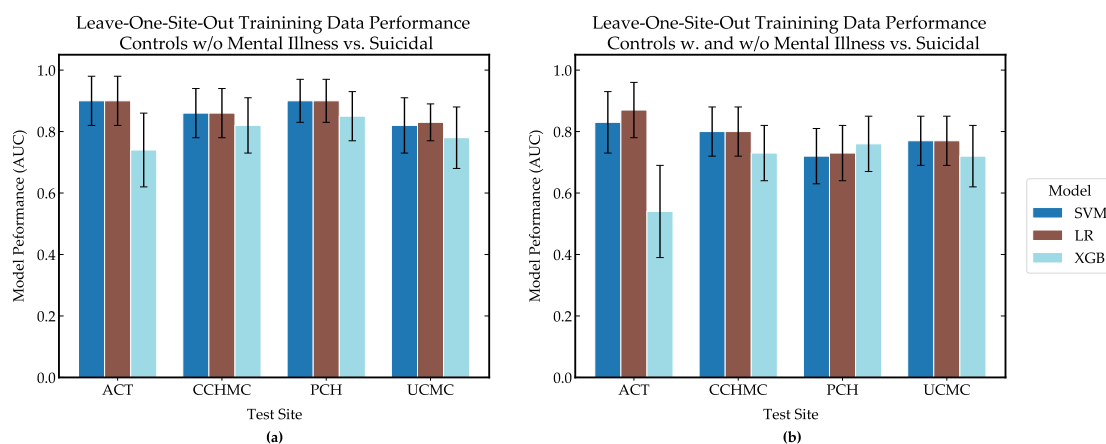 Leave-One-Site-Out Trainining Data Performance
Controls w/o Mental Illness vs. Suicidal
Model Peformance (AUC)
1.0
0.8
0.6
0.4
0.2
0.0
ACT
CCHMC
PCH
UCMC
Test Site
(a)
Leave-One-Site-Out Trainining Data Performance
Controls w. and w/o Mental Illness vs. Suicidal
Model Peformance (AUC)
1.0
0.8
0.6
0.4
0.2
0.0
ACT
CCHMC
PCH
UCMC
Test Site
(b)
Model
SVM
LR
XGB